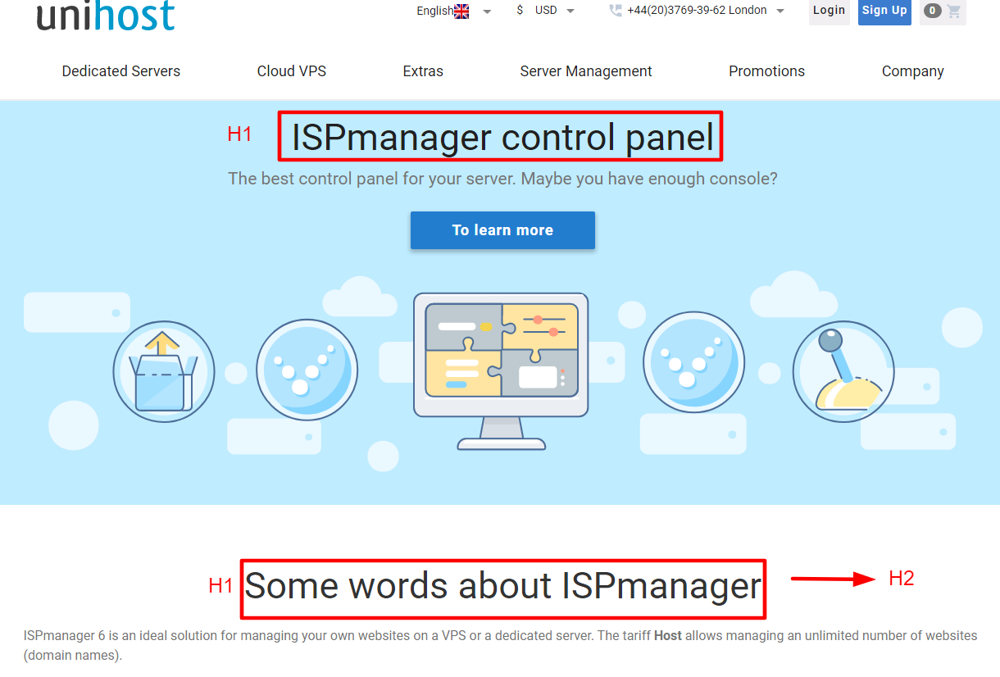 unihost
English $ USD +44(20)3769-39-62 London Login Sign Up 0
Dedicated Servers Cloud VPS Extras Server Management Promotions Company
H1 ISPmanager control panel
The best control panel for your server. Maybe you have enough console?
To learn more
H1 Some words about ISPmanager H2
ISPmanager 6 is an ideal solution for managing your own websites on a VPS or a dedicated server. The tariff Host allows managing an unlimited number of websites
(domain names).